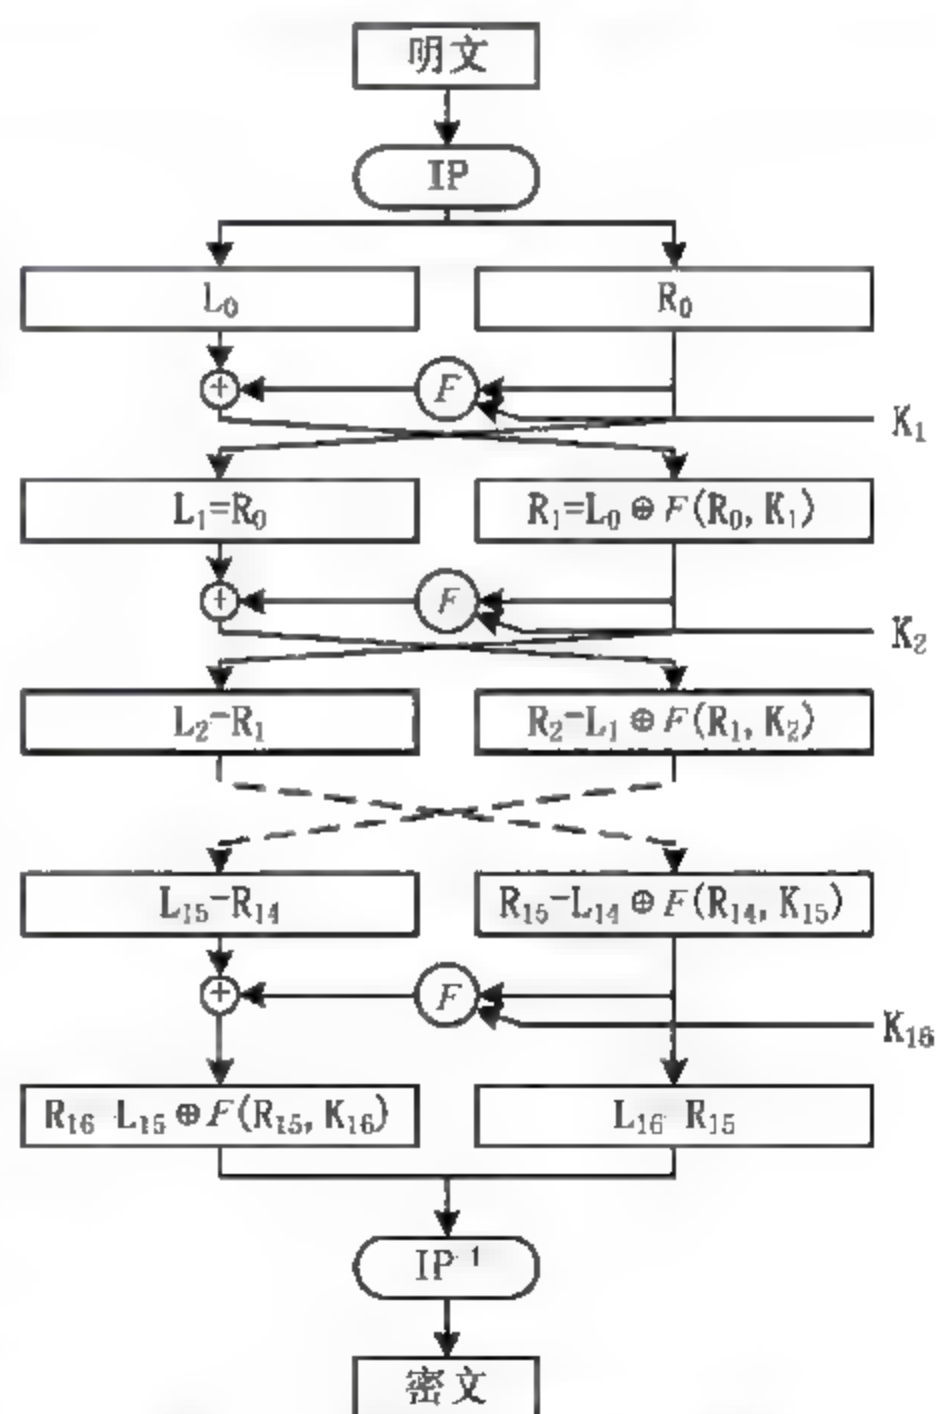 明文
IP
L₀
R₀
+
F
K₁
L₁=R₀
R₁=L₀⊕F(R₀, K₁)
+
F
K₂
L₂-R₁
R₂-L₁⊕F(R₁, K₂)
L₁₅-R₁₄
R₁₅-L₁₄⊕F(R₁₄, K₁₅)
+
F
K₁₆
R₁₆ L₁₅⊕F(R₁₅, K₁₆)
L₁₆ R₁₅
IP⁻¹
密文